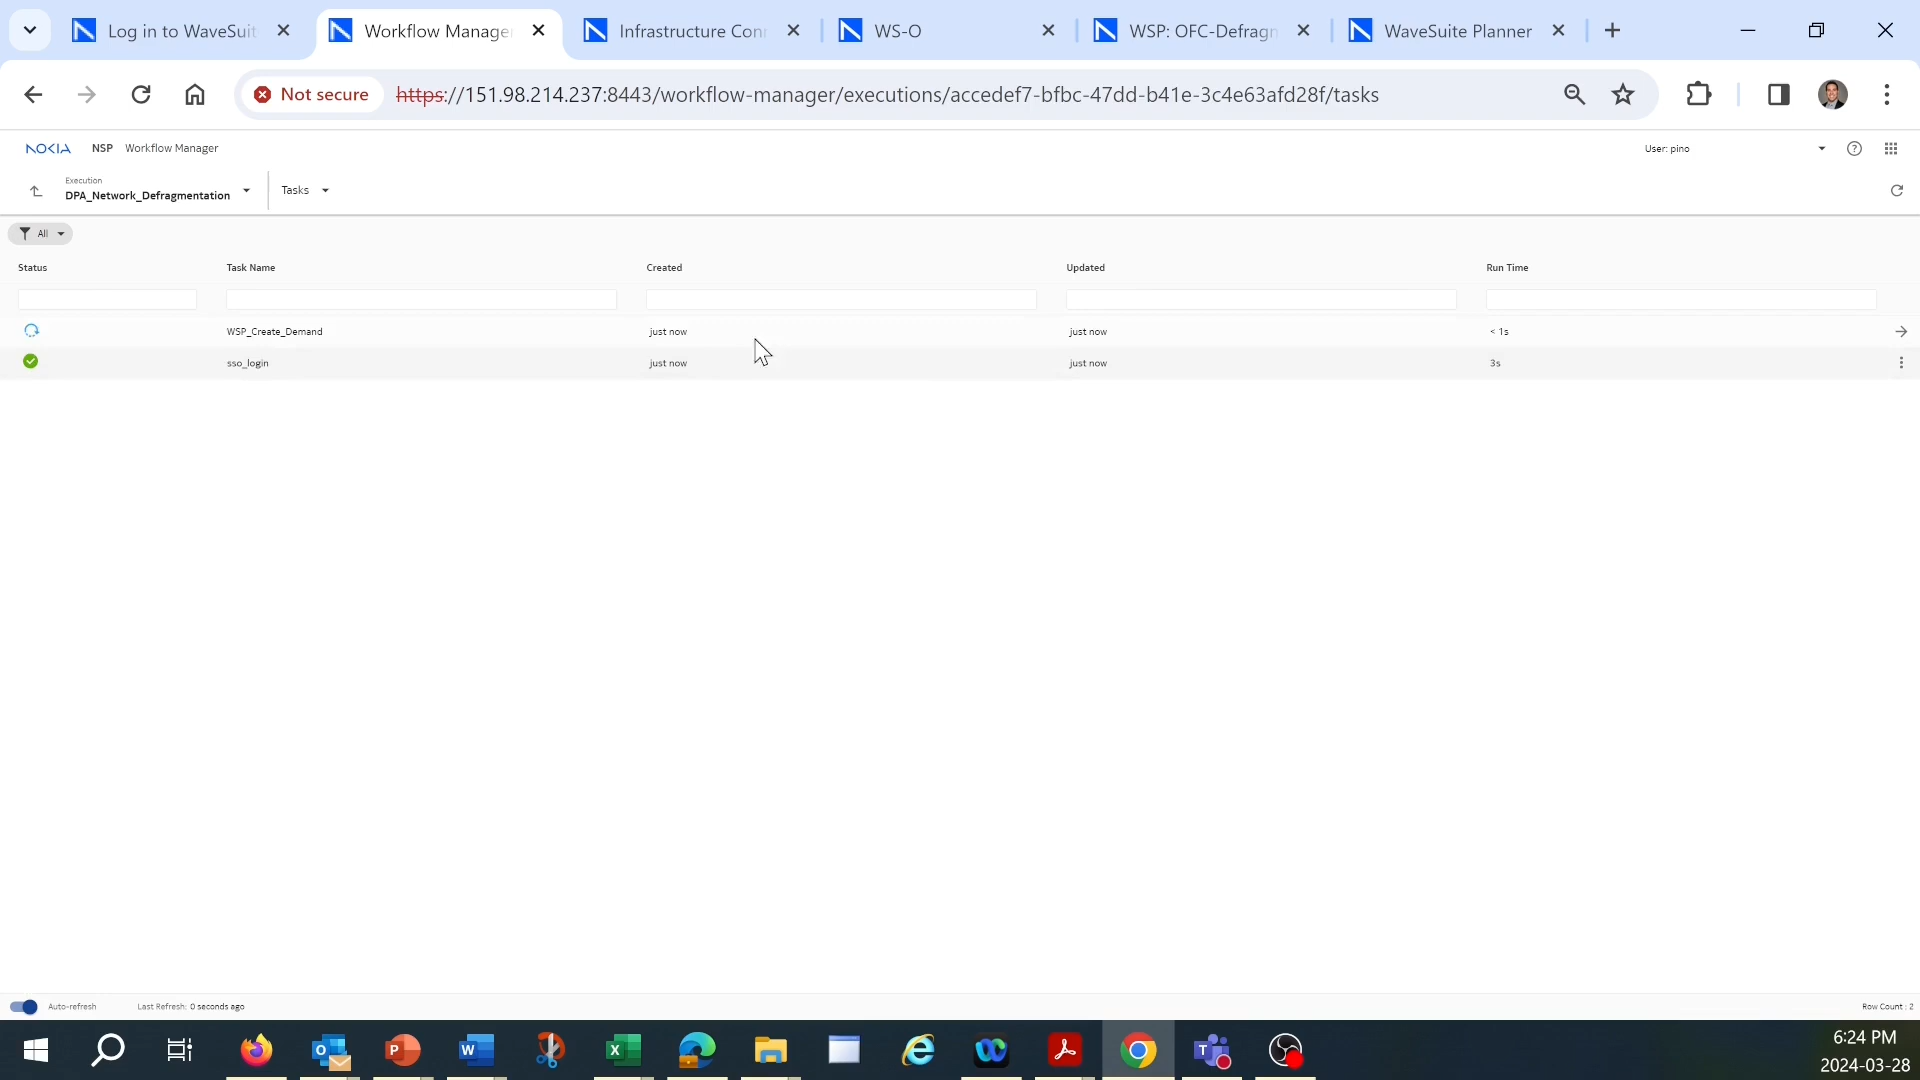 Log in to WaveSuit
Workflow Manage
Infrastructure Con
WS-O
WSP: OFC-Defrag
WaveSuite Planner
Not secure
https://151.98.214.237:8443/workflow-manager/executions/accedef7-bfbc-47dd-b41e-3c4e63afd28f/tasks
NOKIA NSP Workflow Manager
User: pino
Execution
DPA_Network_Defragmentation
Tasks
All
Status Task Name Created Updated Run Time
WSP_Create_Demand just now just now < 1s
sso_login just now just now 3s
Auto-refresh Last Refresh: 0 seconds ago Row Count : 2
6:24 PM
2024-03-28